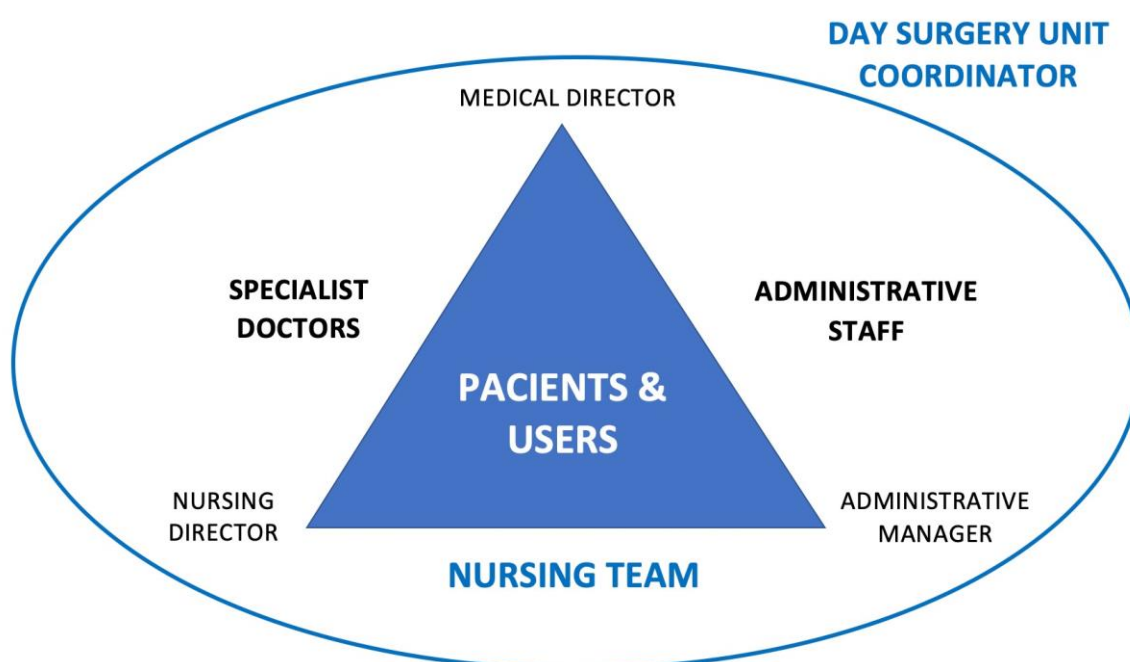 DAY SURGERY UNIT
COORDINATOR
MEDICAL DIRECTOR
SPECIALIST
DOCTORS
ADMINISTRATIVE
STAFF
PACIENTS &
USERS
NURSING
DIRECTOR
ADMINISTRATIVE
MANAGER
NURSING TEAM